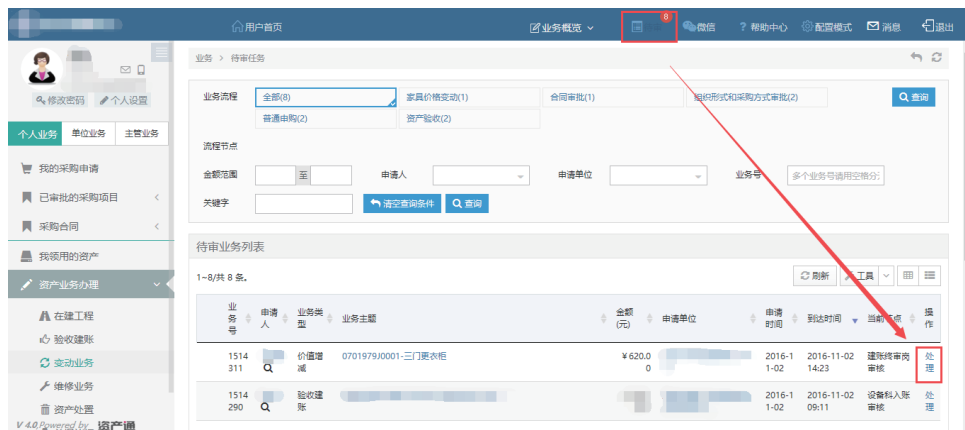 用户首页 业务概览 8 微信 ? 帮助中心 配置模式 消息 退出
修改密码 个人设置
个人业务 单位业务 主管业务
我的采购申请
已审批的采购项目
采购合同
我领用的资产
资产业务办理
在建工程
验收建账
变动业务
维修业务
资产处置
V 4.0,Powered by 资产通
业务 > 待审任务
业务流程 全部(8) 家具价格变动(1) 合同审批(1) 组织形式和采购方式审批(2) 查询
普通申购(2) 资产验收(2)
流程节点
金额范围 至 申请人 申请单位 业务号 多个业务号请用空格分
关键字 清空查询条件 查询
待审业务列表
1~8/共 8 条。 刷新 工具
业务号 申请人 业务类型 业务主题 金额(元) 申请单位 申请时间 到达时间 当前节点 操作
1514311 价值增减 0701979J0001-三门更衣柜 ¥620.00 2016-11-02 2016-11-02 14:23 建账终审岗审核 处理
1514290 验收建账 2016-11-02 2016-11-02 09:11 设备科入账审核 处理